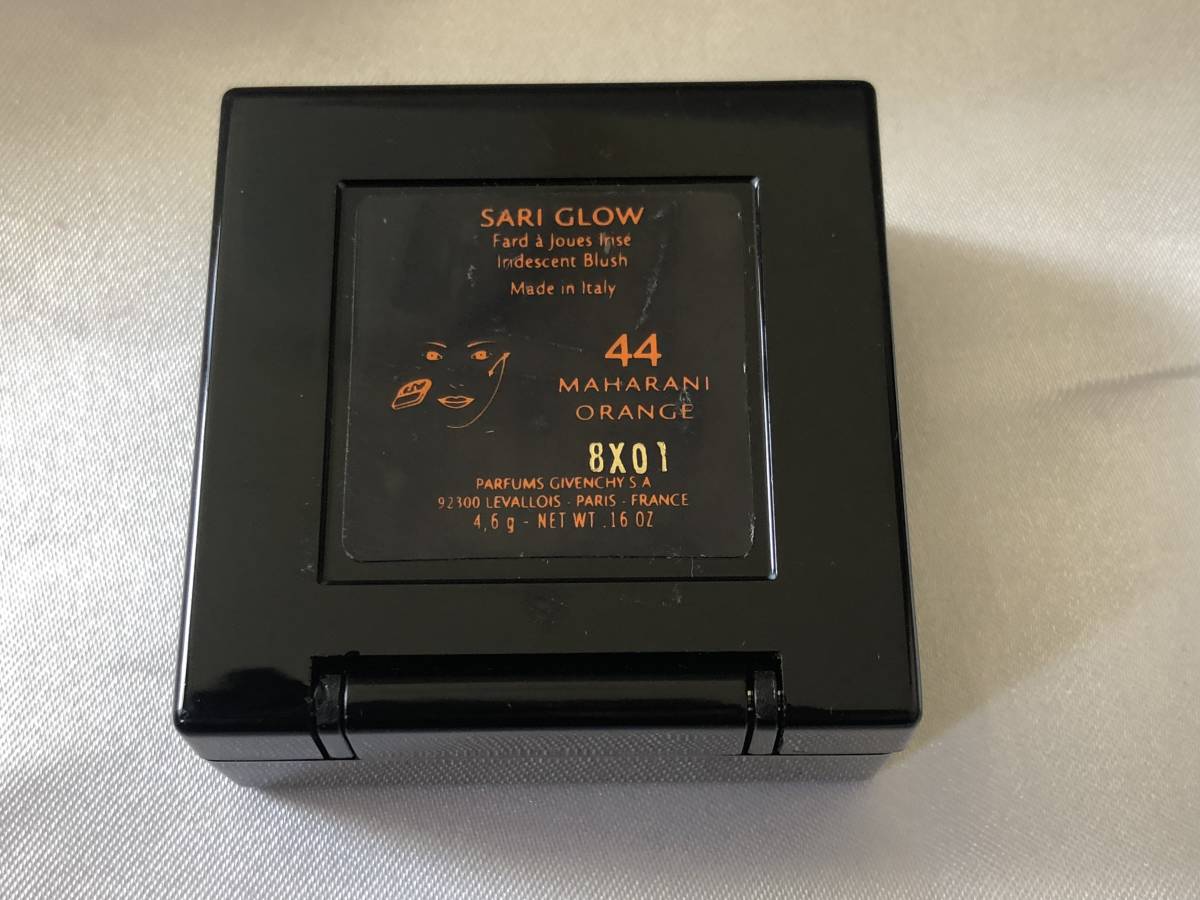 SARI GLOW
Fard à Joues Irisé
Iridescent Blush
Made in Italy
44
MAHARANI
ORANGE
8X01
PARFUMS GIVENCHY S A
92300 LEVALLOIS - PARIS - FRANCE
4,6 g - NET WT .16 OZ